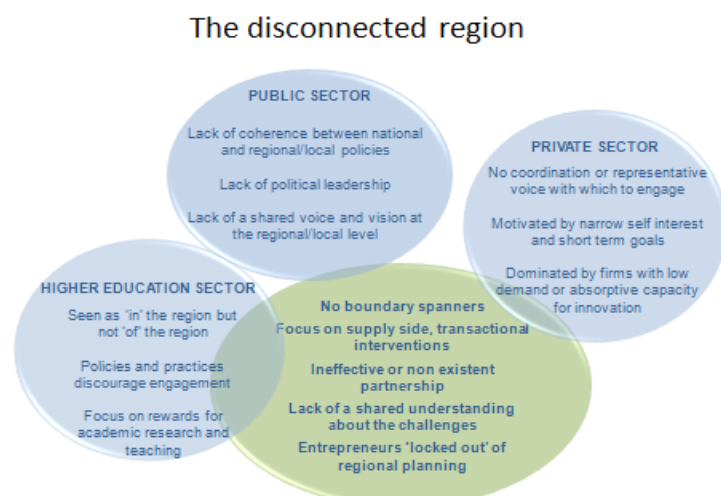 The disconnected region
PUBLIC SECTOR
Lack of coherence between national
and regional/local policies
Lack of political leadership
Lack of a shared voice and vision at
the regional/local level
PRIVATE SECTOR
No coordination or representative
voice with which to engage
Motivated by narrow self interest
and short term goals
Dominated by firms with low
demand or absorptive capacity
for innovation
HIGHER EDUCATION SECTOR
Seen as 'in' the region but
not 'of' the region
Policies and practices
discourage engagement
Focus on rewards for
academic research and
teaching
No boundary spanners
Focus on supply side, transactional
interventions
Ineffective or non existent
partnership
Lack of a shared understanding
about the challenges
Entrepreneurs 'locked out' of
regional planning